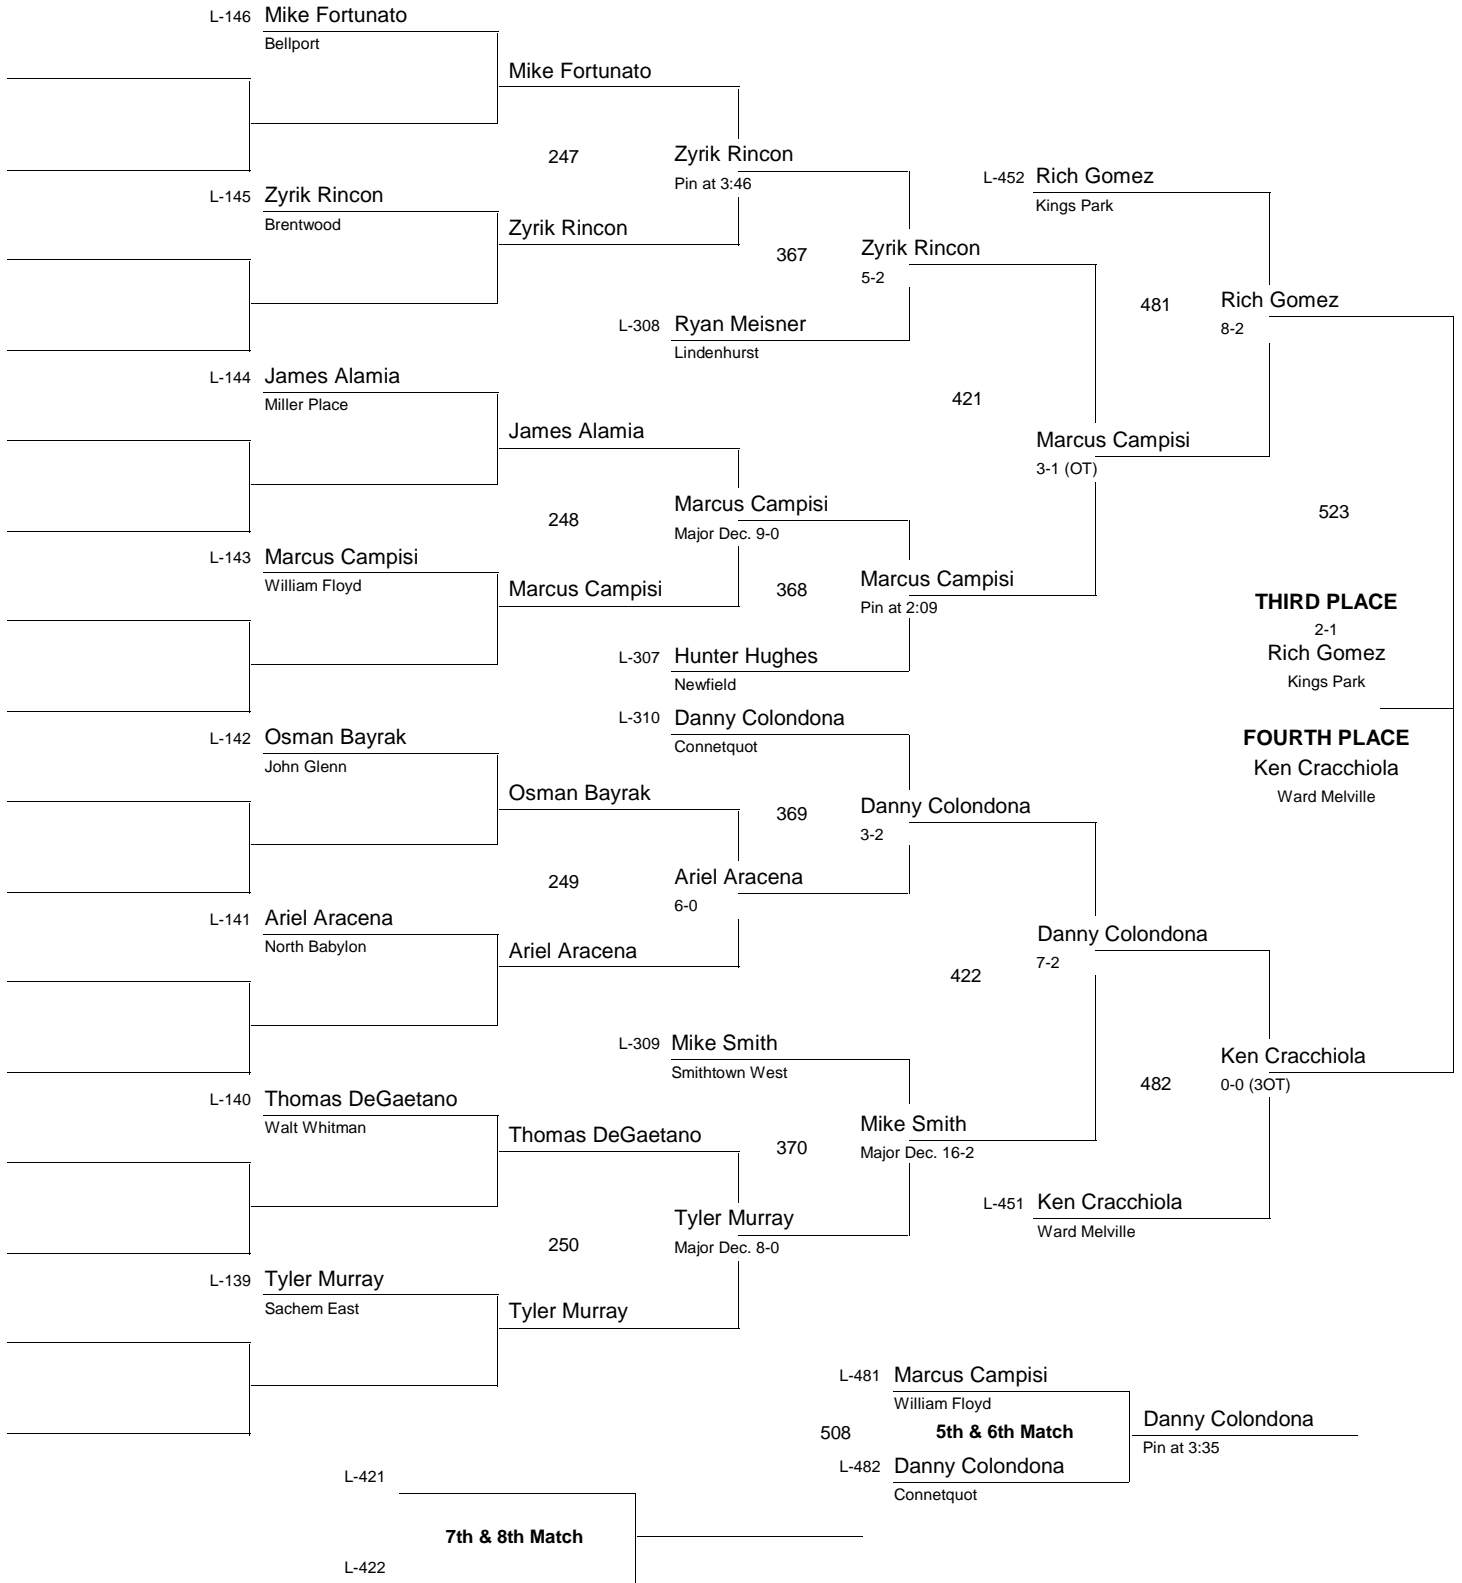 L-146 Mike Fortunato
Bellport
Mike Fortunato
247
Zyrik Rincon
Pin at 3:46
L-145 Zyrik Rincon
Brentwood
Zyrik Rincon
367
Zyrik Rincon
5-2
L-308 Ryan Meisner
Lindenhurst
L-452 Rich Gomez
Kings Park
481
Rich Gomez
8-2
L-144 James Alamia
Miller Place
James Alamia
421
Marcus Campisi
3-1 (OT)
248
Marcus Campisi
Major Dec. 9-0
L-143 Marcus Campisi
William Floyd
Marcus Campisi
368
Marcus Campisi
Pin at 2:09
L-307 Hunter Hughes
Newfield
523
THIRD PLACE
2-1
Rich Gomez
Kings Park
FOURTH PLACE
Ken Cracchiola
Ward Melville
L-310 Danny Colondona
Connetquot
L-142 Osman Bayrak
John Glenn
Osman Bayrak
369
Danny Colondona
3-2
249
Ariel Aracena
6-0
L-141 Ariel Aracena
North Babylon
Ariel Aracena
422
Danny Colondona
7-2
L-309 Mike Smith
Smithtown West
482
Ken Cracchiola
0-0 (3OT)
L-140 Thomas DeGaetano
Walt Whitman
Thomas DeGaetano
370
Mike Smith
Major Dec. 16-2
L-451 Ken Cracchiola
Ward Melville
250
Tyler Murray
Major Dec. 8-0
L-139 Tyler Murray
Sachem East
Tyler Murray
L-481 Marcus Campisi
William Floyd
508
5th & 6th Match
Danny Colondona
Pin at 3:35
L-482 Danny Colondona
Connetquot
L-421
7th & 8th Match
L-422